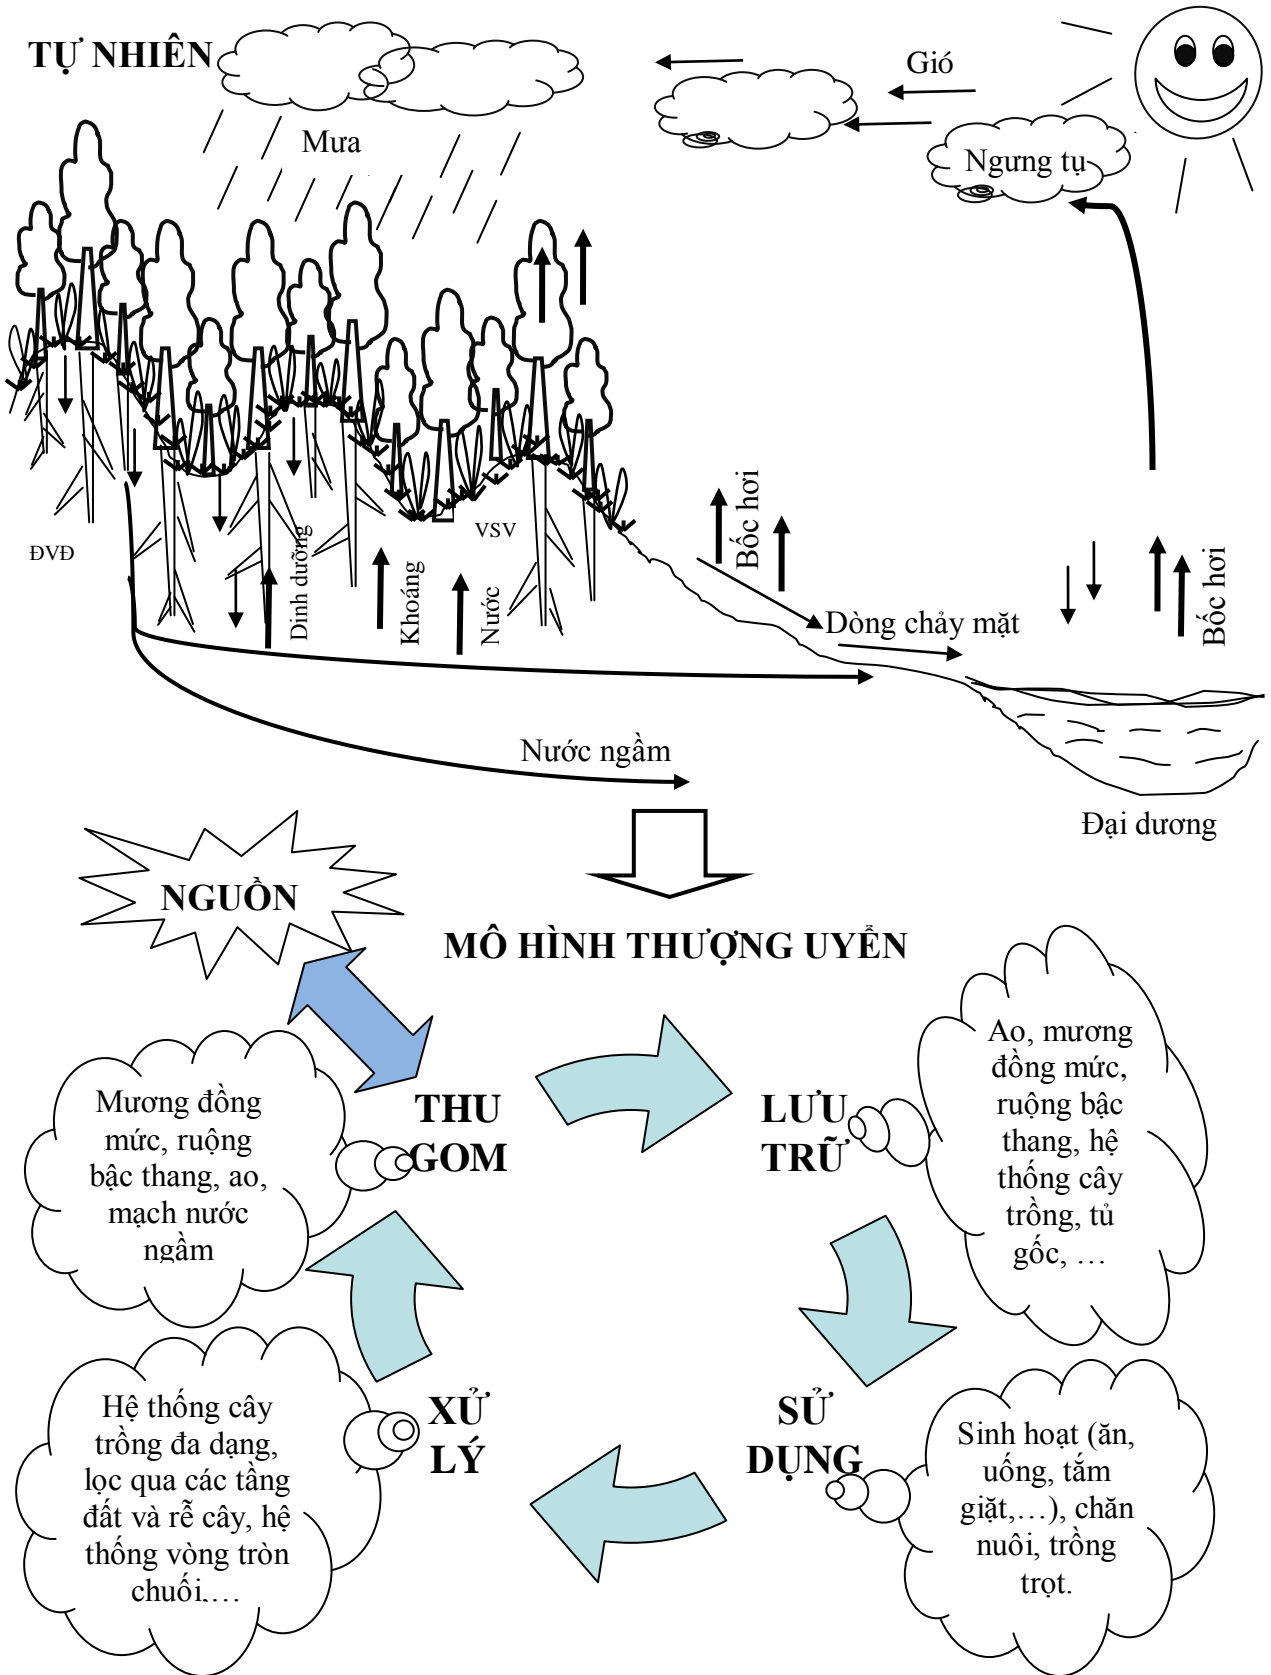 TỰ NHIÊN
Gió
Mưa
Ngưng tụ
Bốc hơi
VSV
ĐVĐ
Dinh dưỡng
Khoáng
Nước
Bốc hơi
Dòng chảy mặt
Nước ngầm
Đại dương
NGUỒN
MÔ HÌNH THƯỢNG UYỂN
Mương đồng
mức, ruộng
bậc thang, ao,
mạch nước
ngầm
THU
GOM
LƯU
TRỮ
Ao, mương
đồng mức,
ruộng bậc
thang, hệ
thống cây
trồng, tủ
gốc, …
Hệ thống cây
trồng đa dạng,
lọc qua các tầng
đất và rễ cây, hệ
thống vòng tròn
chuối,…
XỬ
LÝ
SỬ
DỤNG
Sinh hoạt (ăn,
uống, tắm
giặt,…), chăn
nuôi, trồng
trọt.